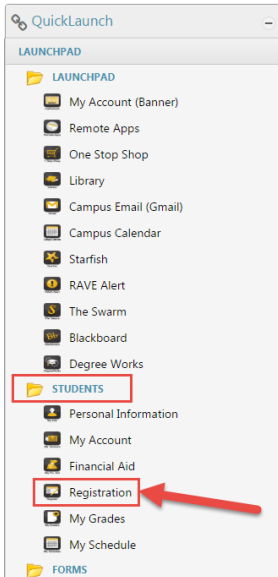 QuickLaunch
LAUNCHPAD
LAUNCHPAD
My Account (Banner)
Remote Apps
One Stop Shop
Library
Campus Email (Gmail)
Campus Calendar
Starfish
RAVE Alert
The Swarm
Blackboard
Degree Works
STUDENTS
Personal Information
My Account
Financial Aid
Registration
My Grades
My Schedule
FORMS